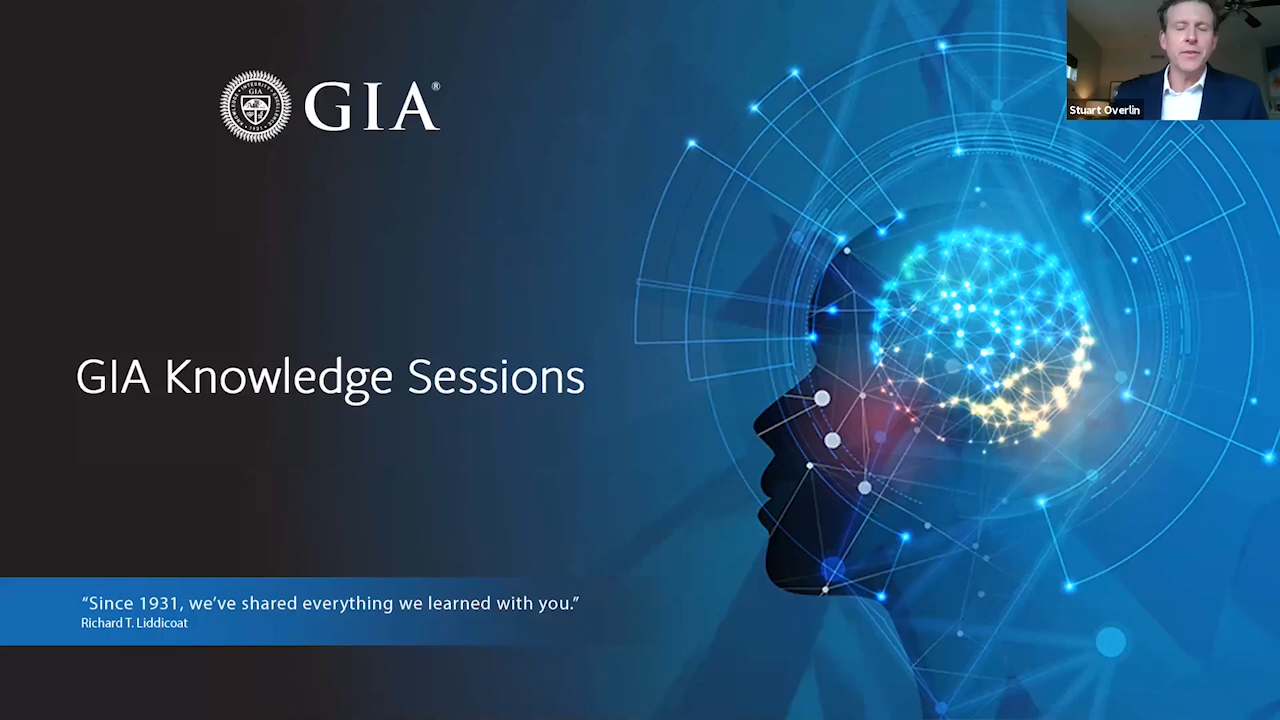 GIA®
Stuart Overlin
GIA Knowledge Sessions
“Since 1931, we’ve shared everything we learned with you.”
Richard T. Liddicoat